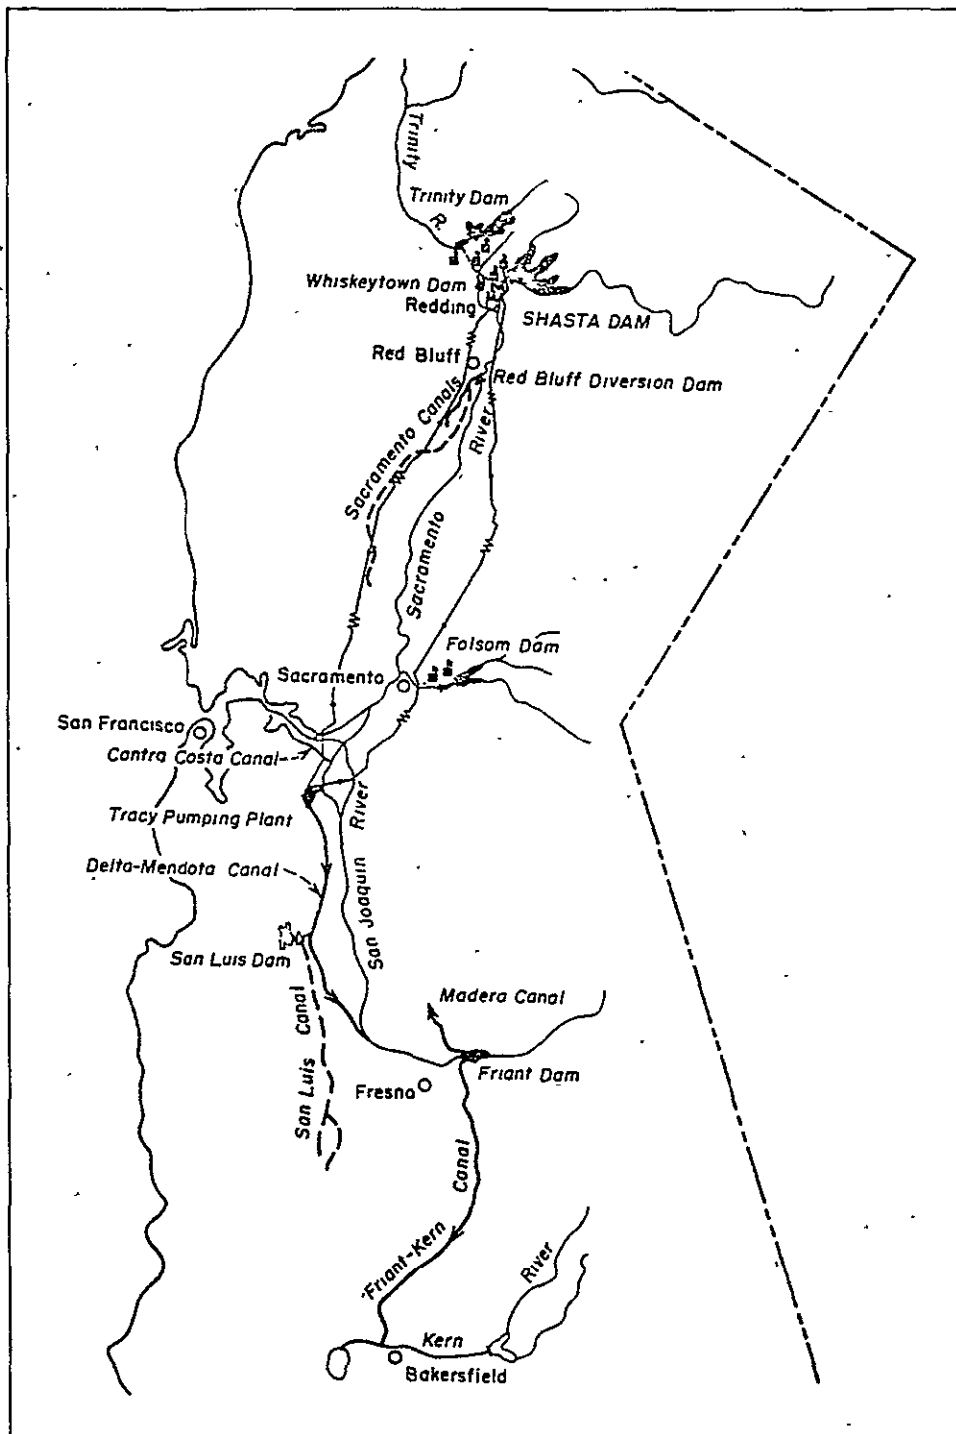 Trinity
R.
Trinity Dam
Whiskeytown Dam
Redding
SHASTA DAM
Red Bluff
Red Bluff Diversion Dam
Sacramento Canals
River
Sacramento
Folsom Dam
Sacramento
San Francisco
Contra Costa Canal
Tracy Pumping Plant
River
Delta-Mendota Canal
San Joaquin
San Luis Dam
Madera Canal
San Luis Canal
Friant Dam
Fresno
Canal
Friant-Kern
River
Kern
Bakersfield